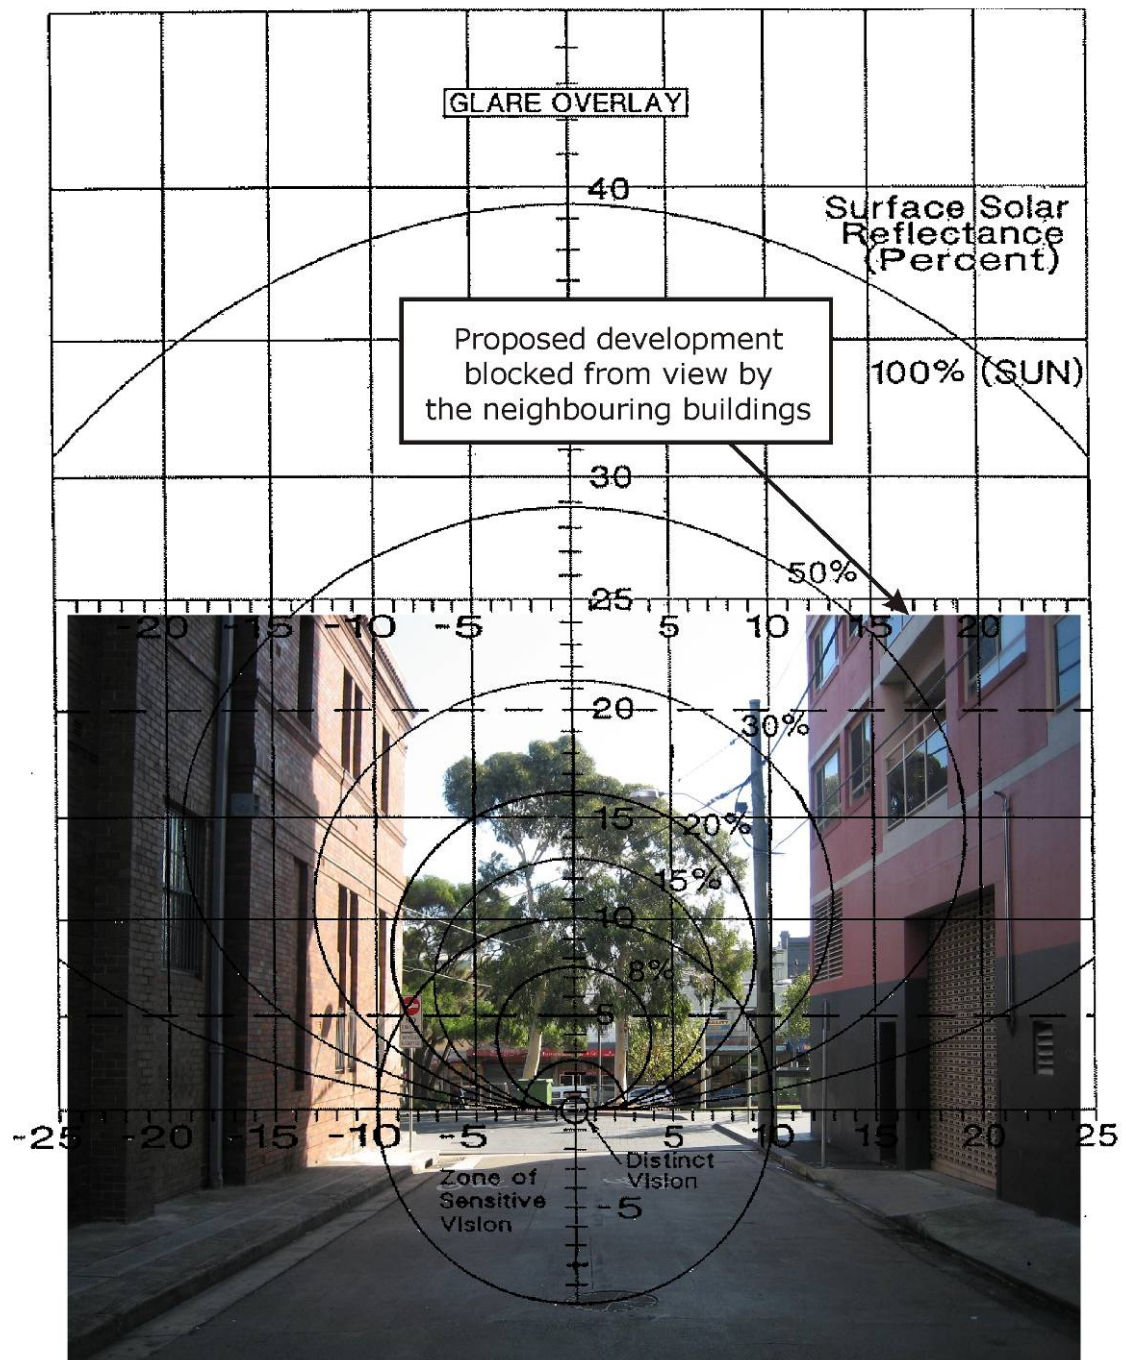 GLARE OVERLAY
40
Surface Solar
Reflectance
(Percent)
Proposed development
blocked from view by
the neighbouring buildings
100% (SUN)
30
50%
25
-20 -15 -5 5 10 15 20
20
30%
15
20%
15%
10
8%
5
-25 -20 -15 -10 -5 5 10 15 20 25
Distinct
Vision
Zone of
Sensitive
Vision
-5